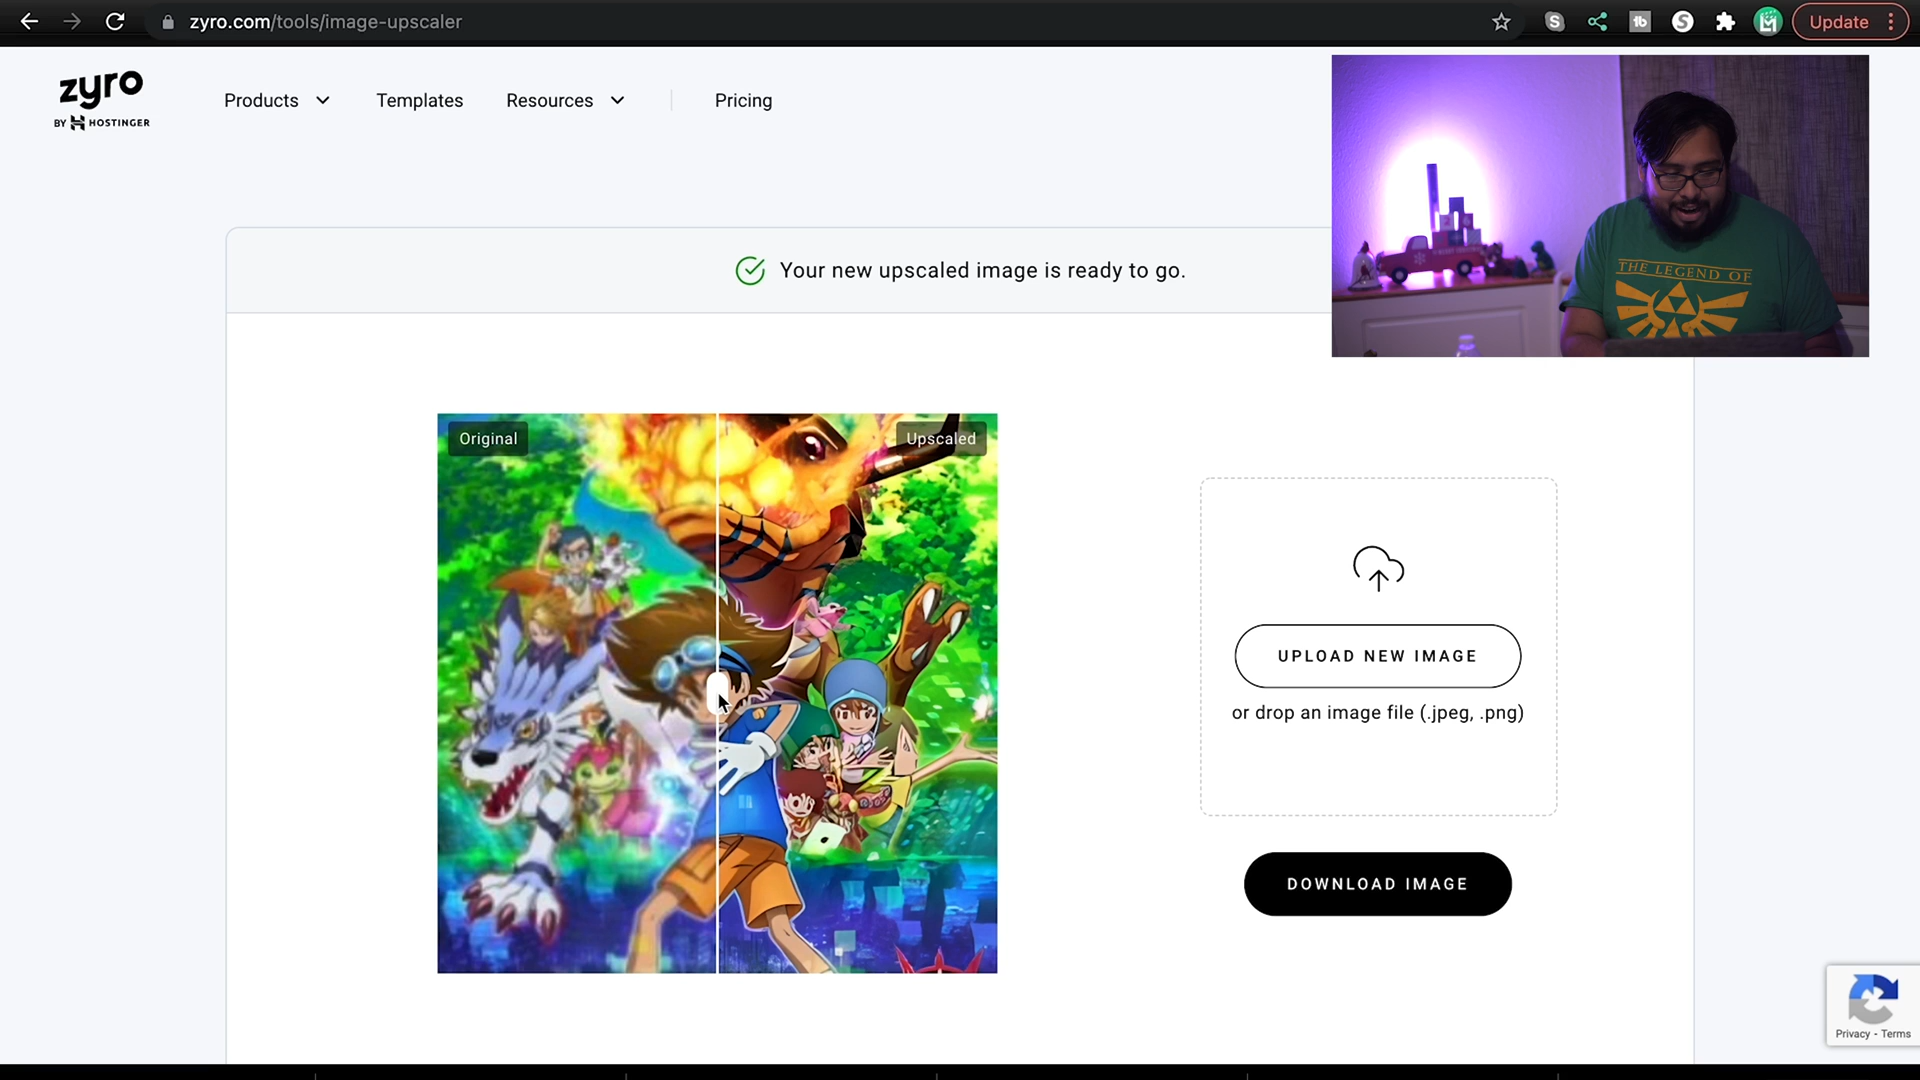 zyro.com/tools/image-upscaler
Update
zyro
BY HOSTINGER
Products
Templates
Resources
Pricing
THE LEGEND OF
Your new upscaled image is ready to go.
Original
Upscaled
UPLOAD NEW IMAGE
or drop an image file (.jpeg, .png)
DOWNLOAD IMAGE
Privacy - Terms